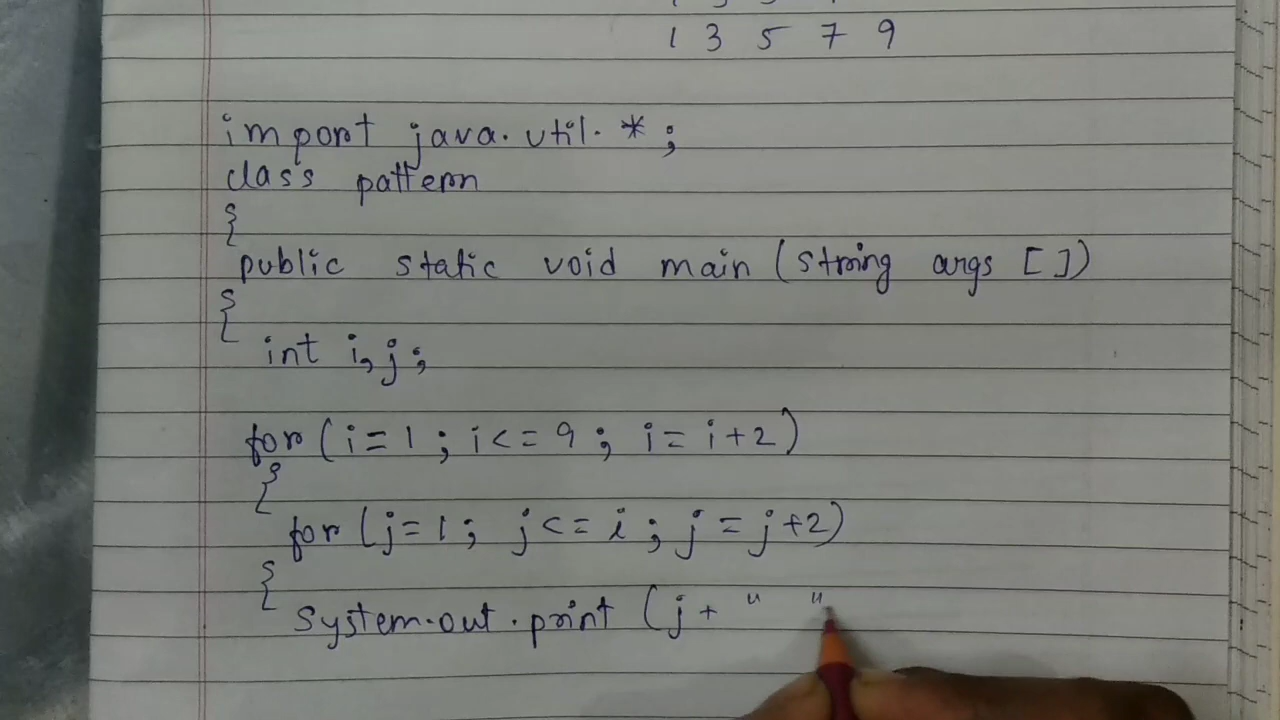 1 3 5 7 9
import java.util.*;
class pattern
{
public static void main (string args [])
{
int i, j;
for (i = 1 ; i <= 9 ; i = i + 2)
{
for (j = 1 ; j <= i ; j = j + 2)
{
system.out.print (j + " "